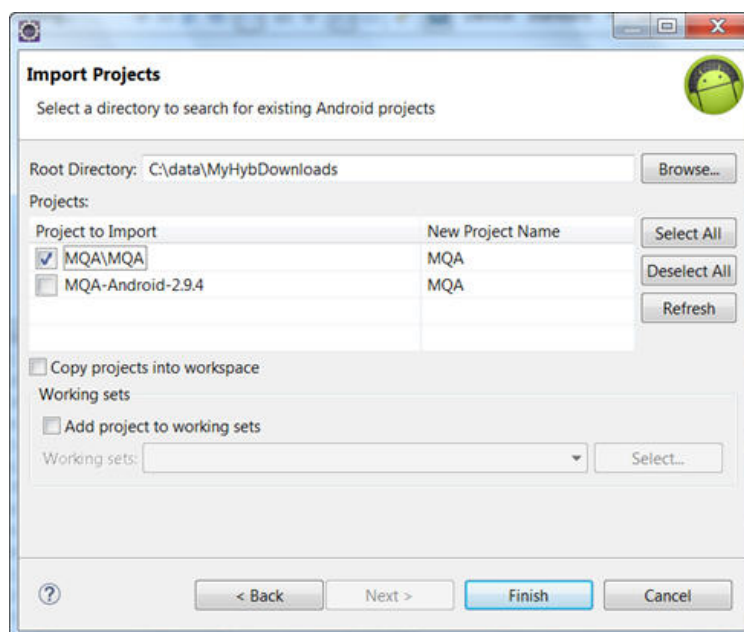 Import Projects
Select a directory to search for existing Android projects
Root Directory: C:\data\MyHybDownloads Browse...
Projects:
Project to Import New Project Name Select All
MQA\MQA MQA
Deselect All
MQA-Android-2.9.4 MQA
Refresh
Copy projects into workspace
Working sets
Add project to working sets
Working sets: Select...
? < Back Next > Finish Cancel